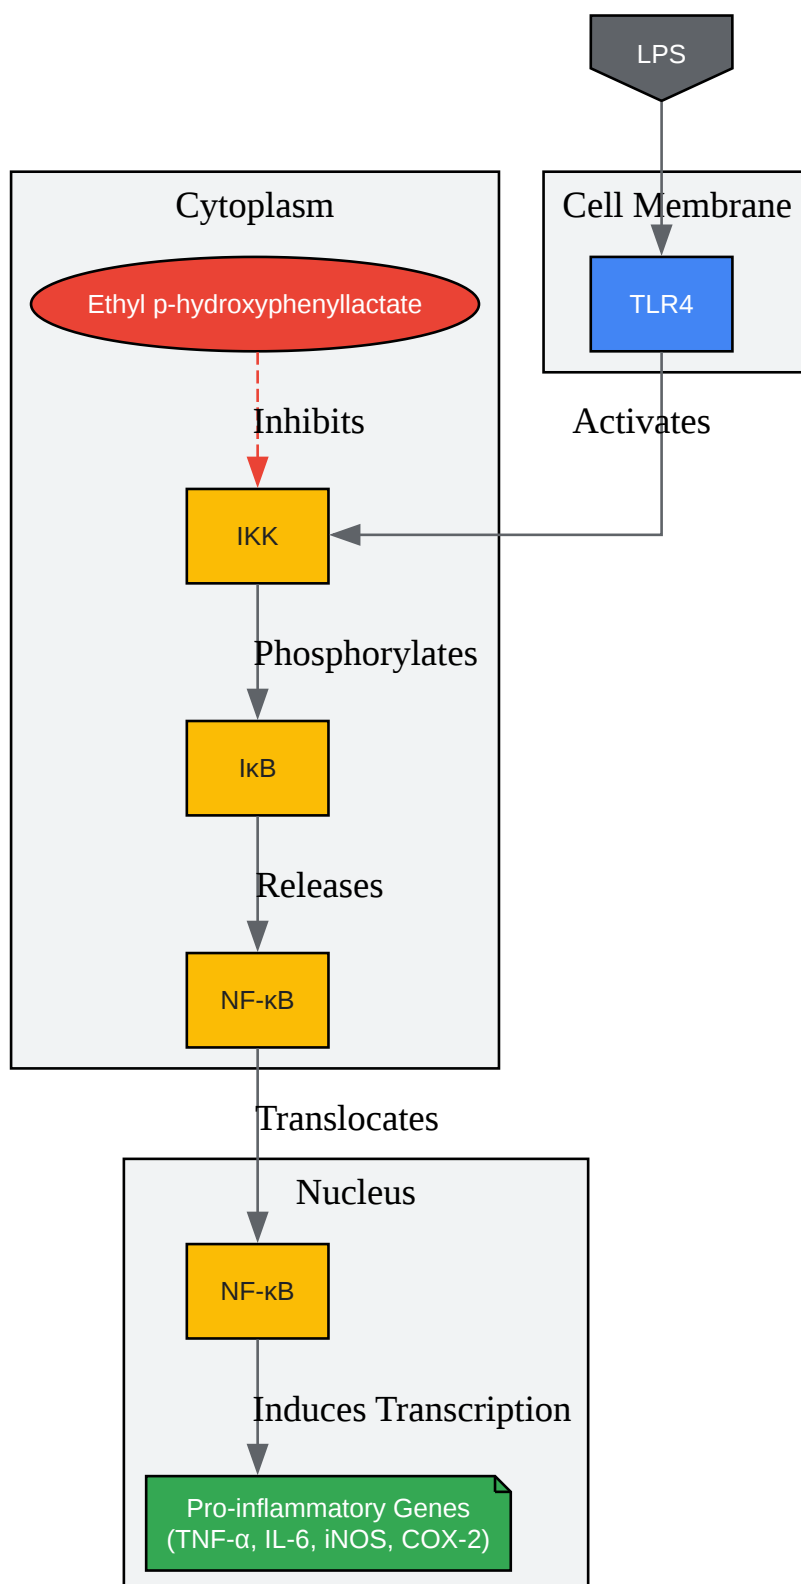 LPS
Cytoplasm
Cell Membrane
Ethyl p-hydroxyphenyllactate
TLR4
Inhibits
Activates
IKK
Phosphorylates
IκB
Releases
NF-κB
Translocates
Nucleus
NF-κB
Induces Transcription
Pro-inflammatory Genes
(TNF-α, IL-6, iNOS, COX-2)